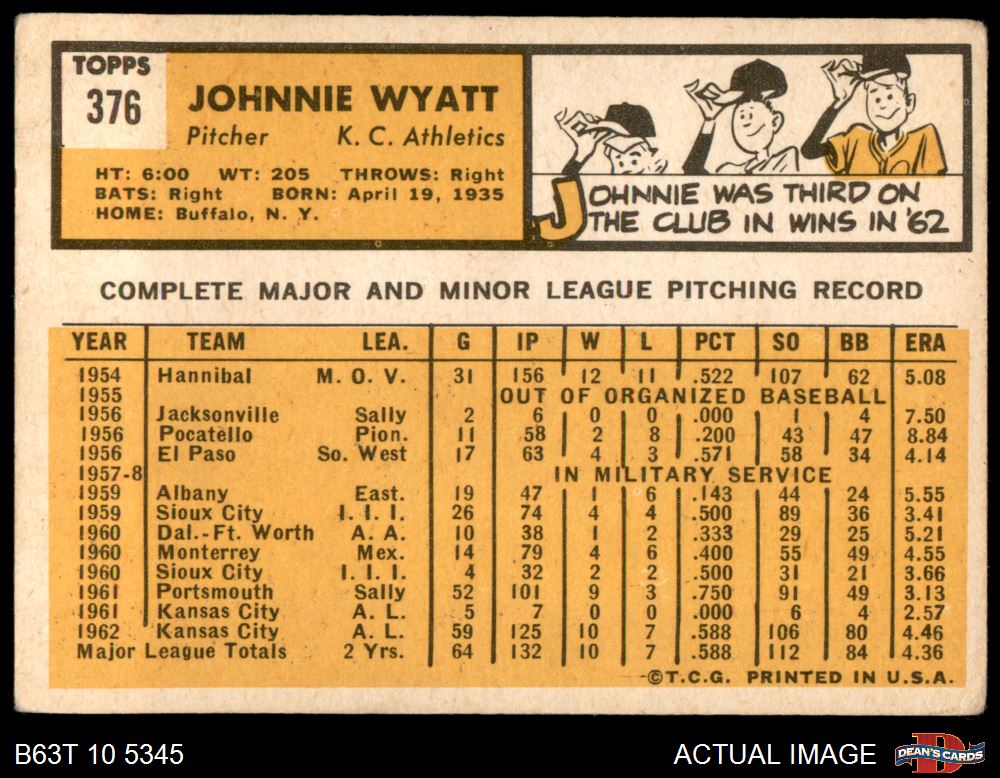 TOPPS
376
JOHNNIE WYATT
Pitcher K. C. Athletics
HT: 6:00 WT: 205 THROWS: Right
BATS: Right BORN: April 19, 1935
HOME: Buffalo, N. Y.
JOHNNIE WAS THIRD ON
THE CLUB IN WINS IN '62
COMPLETE MAJOR AND MINOR LEAGUE PITCHING RECORD
YEAR TEAM LEA. G IP W L PCT SO BB ERA
1954 Hannibal M. O. V. 31 156 12 11 .522 107 62 5.08
1955 OUT OF ORGANIZED BASEBALL
1956 Jacksonville Sally 2 6 0 0 .000 1 4 7.50
1956 Pocatello Pion. 11 58 2 8 .200 43 47 8.84
1956 El Paso So. West 17 63 4 3 .571 58 34 4.14
1957-8 IN MILITARY SERVICE
1959 Albany East. 19 47 1 6 .143 44 24 5.55
1959 Sioux City I. I. I. 26 74 4 4 .500 89 36 3.41
1960 Dal.-Ft. Worth A. A. 10 38 1 2 .333 29 25 5.21
1960 Monterrey Mex. 14 79 4 6 .400 55 49 4.55
1960 Sioux City I. I. I. 4 32 2 2 .500 31 21 3.66
1961 Portsmouth Sally 52 101 9 3 .750 91 49 3.13
1961 Kansas City A. L. 5 7 0 0 .000 6 4 2.57
1962 Kansas City A. L. 59 125 10 7 .588 106 80 4.46
Major League Totals 2 Yrs. 64 132 10 7 .588 112 84 4.36
©T.C.G. PRINTED IN U.S.A.
B63T 10 5345 ACTUAL IMAGE DEAN'S CARDS